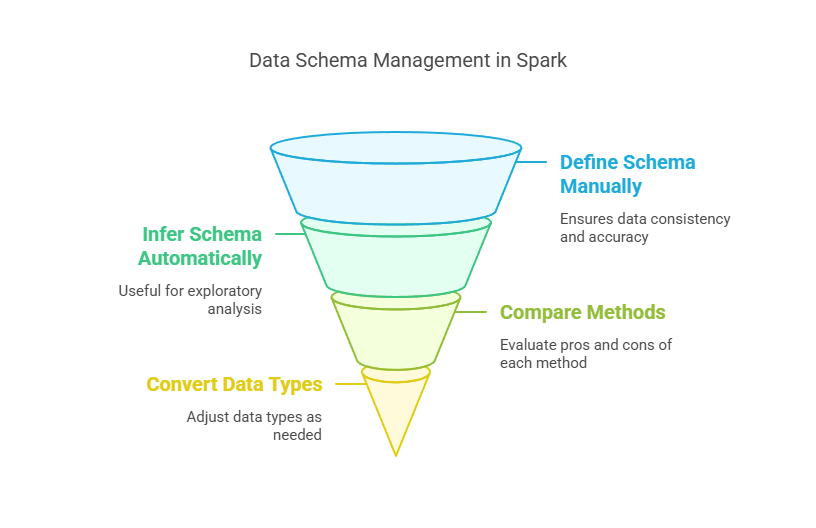 Data Schema Management in Spark
Define Schema
Manually
Ensures data consistency
and accuracy
Infer Schema
Automatically
Useful for exploratory
analysis
Compare Methods
Evaluate pros and cons of
each method
Convert Data Types
Adjust data types as
needed